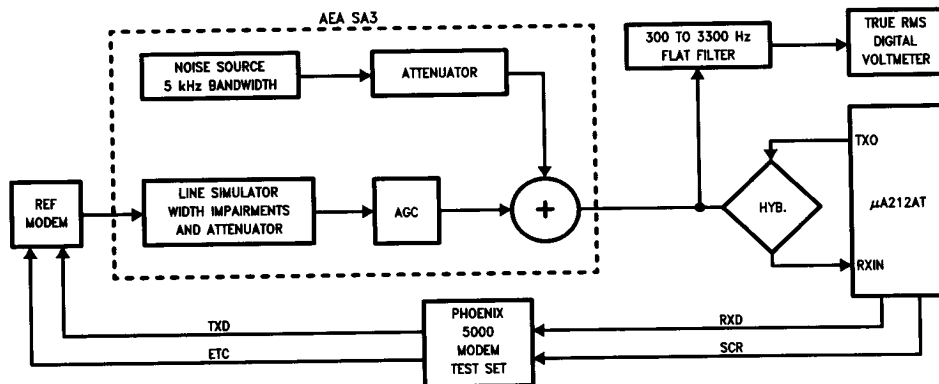 AEA SA3
NOISE SOURCE
5 kHz BANDWIDTH
ATTENUATOR
300 TO 3300 Hz
FLAT FILTER
TRUE RMS
DIGITAL
VOLTMETER
REF
MODEM
LINE SIMULATOR
WIDTH IMPAIRMENTS
AND ATTENUATOR
AGC
+
HYB.
TXO
μA212AT
RXIN
TXD
ETC
PHOENIX
5000
MODEM
TEST SET
RXD
SCR